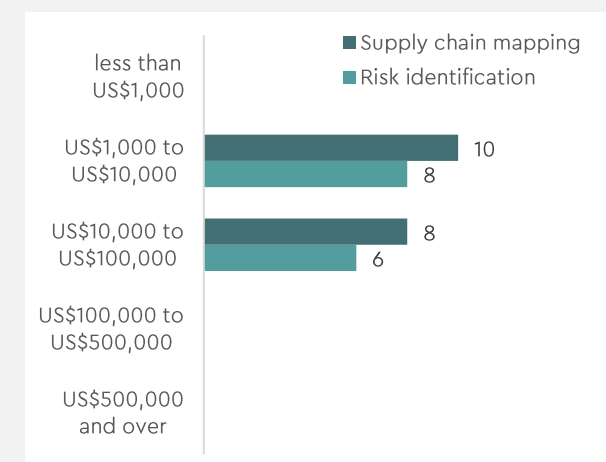 Supply chain mapping
Risk identification
less than
US$1,000
US$1,000 to
US$10,000
10
8
US$10,000 to
US$100,000
8
6
US$100,000 to
US$500,000
US$500,000
and over